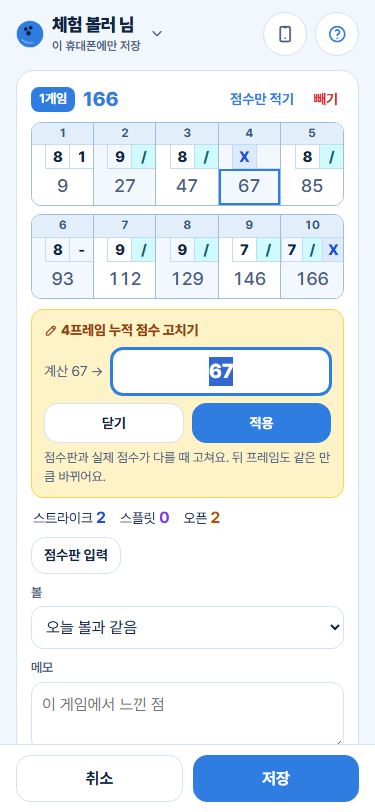 체험 볼러 님
이 휴대폰에만 저장
1게임 166 점수만 적기 빼기
1 2 3 4 5
8 1 9 / 8 / X 8 /
9 27 47 67 85
6 7 8 9 10
8 - 9 / 9 / 7 / 7 / X
93 112 129 146 166
4프레임 누적 점수 고치기
계산 67 → 67
닫기 적용
점수판과 실제 점수가 다를 때 고쳐요. 뒤 프레임도 같은 만
큼 바뀌어요.
스트라이크 2 스플릿 0 오픈 2
점수판 입력
볼
오늘 볼과 같음
메모
이 게임에서 느낀 점
취소 저장